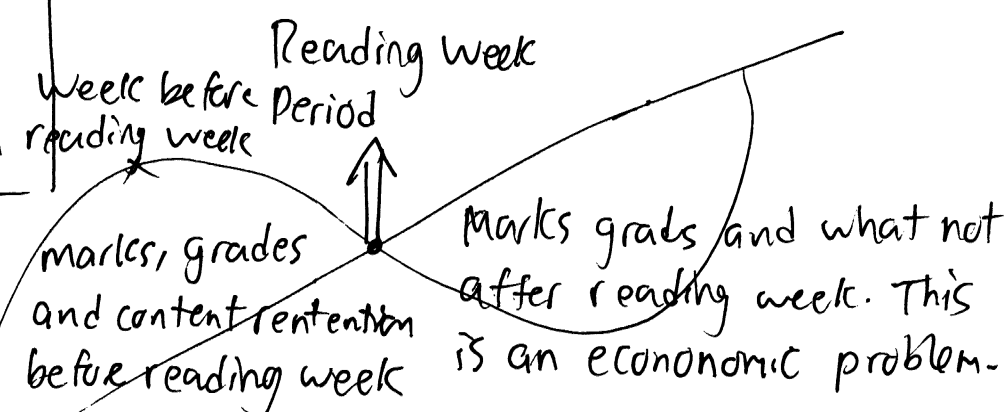 Reading week
Period
week before
reading week
marks, grades
and content rentention
before reading week
Marks grads and what not
after reading week. This
is an econonomic problem.